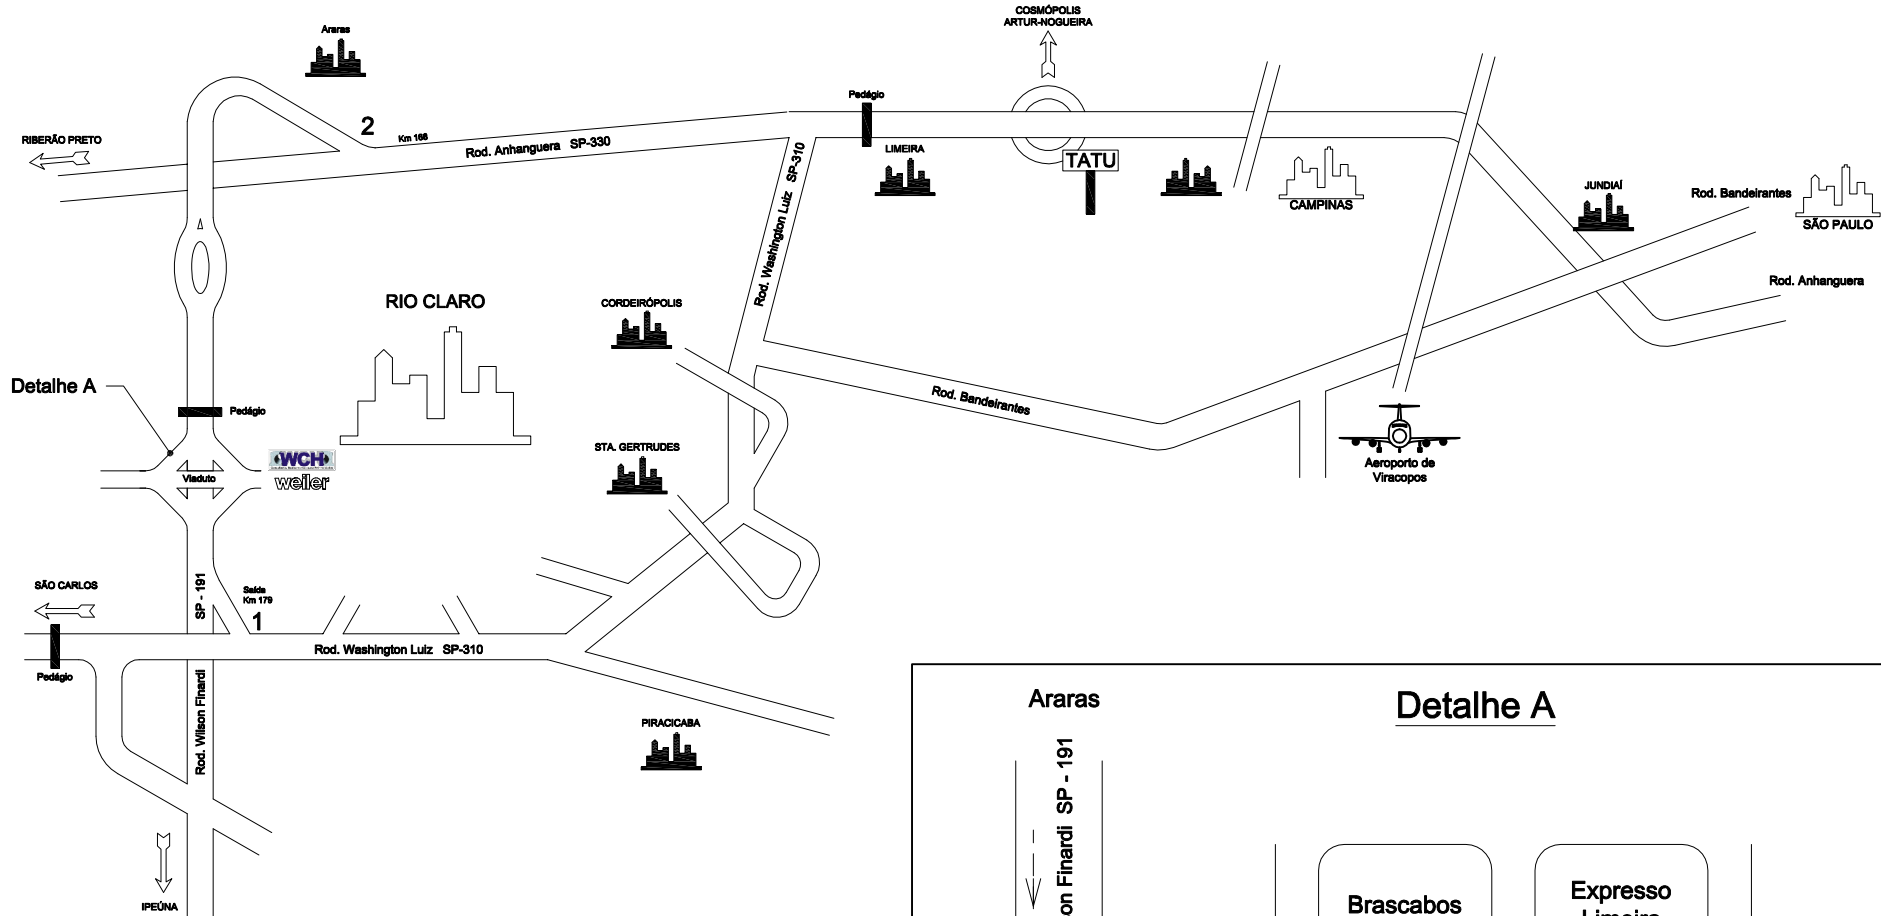 COSMÓPOLIS
ARTUR-NOGUEIRA
Araras
RIBERÃO PRETO
2
Km 168
Rod. Anhanguera SP-330
Pedágio
LIMEIRA
TATU
CAMPINAS
JUNDIAÍ
Rod. Bandeirantes
SÃO PAULO
Rod. Anhanguera
Rod. Washington Luiz SP-310
RIO CLARO
CORDEIRÓPOLIS
Detalhe A
Pedágio
Rod. Bandeirantes
STA. GERTRUDES
WCH
weiler
Viaduto
Aeroporto de
Viracopos
SÃO CARLOS
SP - 191
Saída
Km 179
1
Rod. Washington Luiz SP-310
Pedágio
Rod. Wilson Finardi
PIRACICABA
IPEÚNA
Araras
Detalhe A
on Finardi SP - 191
Brascabos
Expresso
Limeira